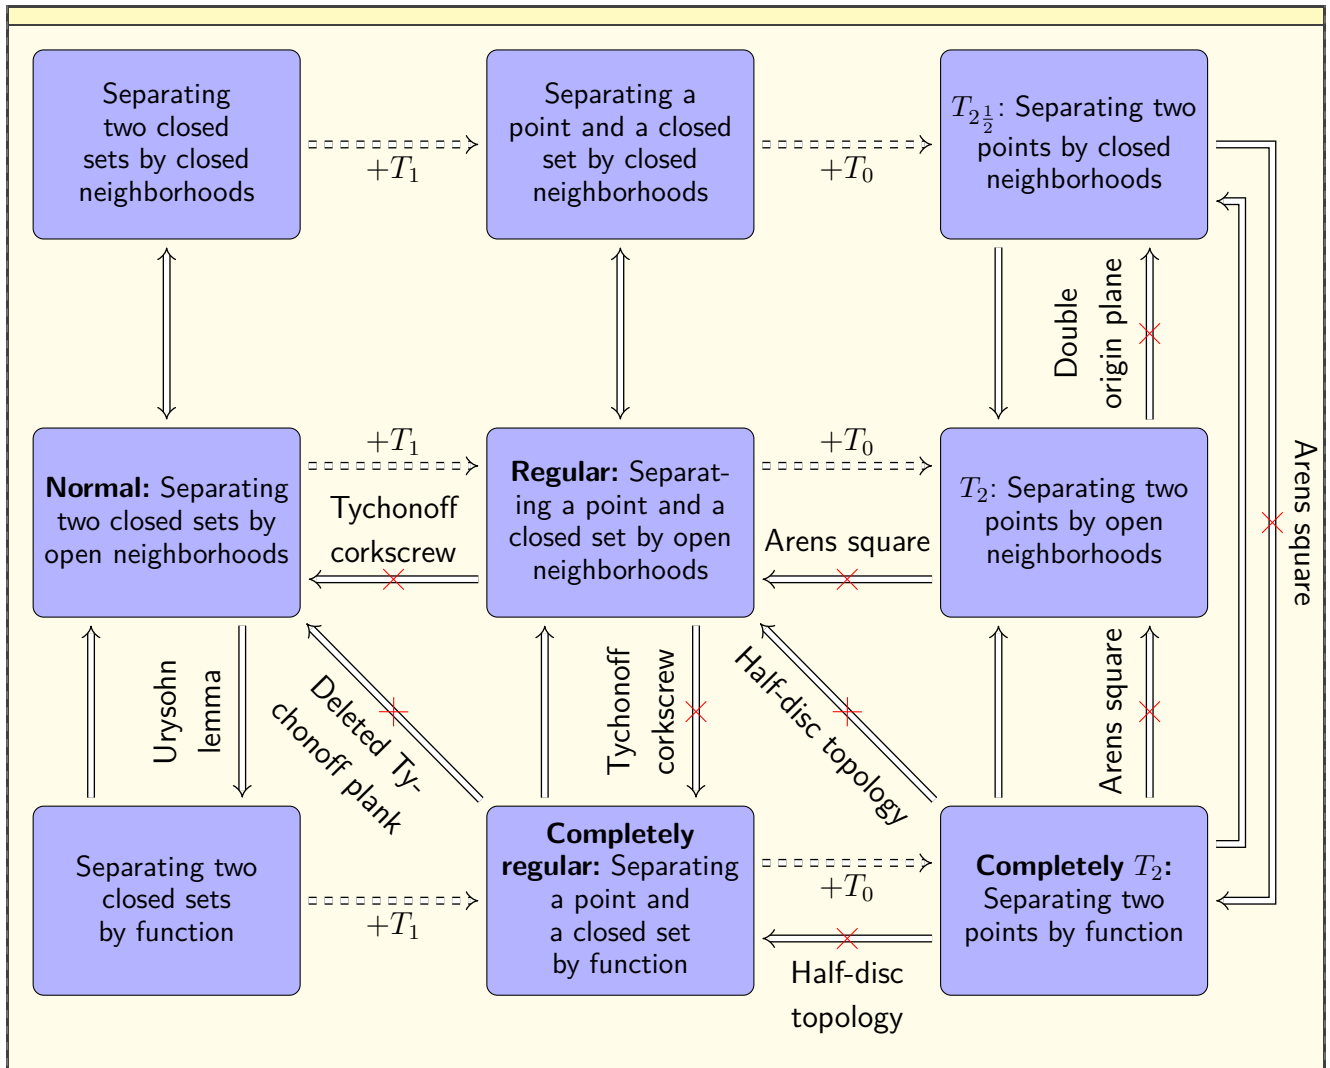 Separating
two closed
sets by closed
neighborhoods
+T₁
Separating a
point and a closed
set by closed
neighborhoods
+T₀
T₂½: Separating two
points by closed
neighborhoods
Double
origin plane
Arens square
Normal: Separating
two closed sets by
open neighborhoods
+T₁
Tychonoff
corkscrew
Regular: Separat-
ing a point and a
closed set by open
neighborhoods
+T₀
Arens square
T₂: Separating two
points by open
neighborhoods
Urysohn
lemma
Deleted Ty-
chonoff plank
Tychonoff
corkscrew
Half-disc topology
Arens square
Separating two
closed sets
by function
+T₁
Completely
regular: Separating
a point and
a closed set
by function
+T₀
Half-disc
topology
Completely T₂:
Separating two
points by function